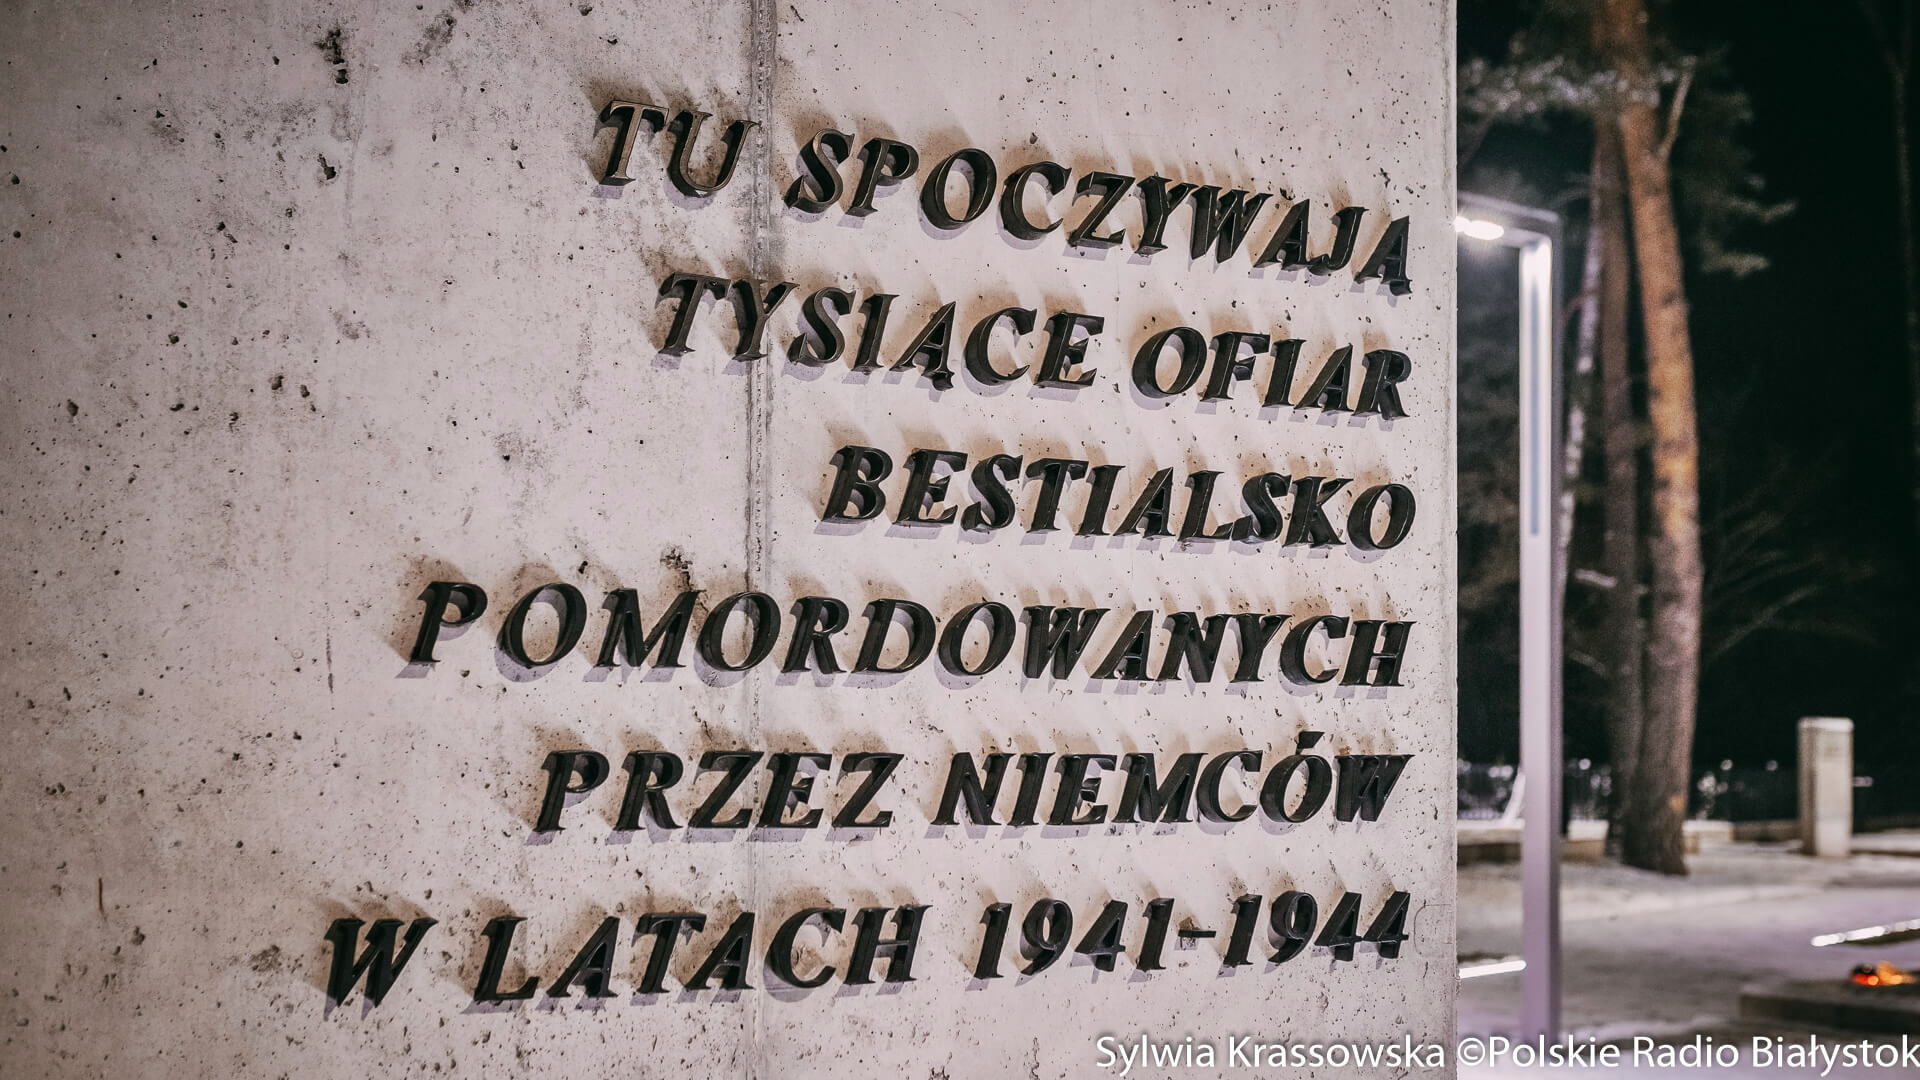 TU SPOCZYWAJA
TYSIĄCE OFIAR
BESTIALSKO
POMORDOWANYCH
PRZEZ NIEMCÓW
W LATACH 1941-1944
Sylwia Krassowska ©Polskie Radio Białystok